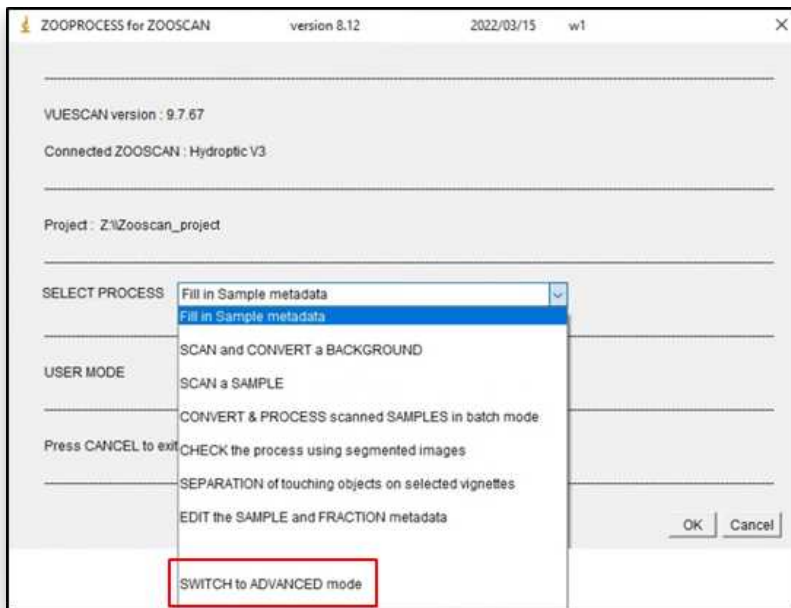 ZOOPROCESS for ZOOSCAN version 8.12 2022/03/15 w1
VUESCAN version : 9.7.67
Connected ZOOSCAN : Hydroptic V3
Project : Z:\\Zooscan_project
SELECT PROCESS Fill in Sample metadata
Fill in Sample metadata
SCAN and CONVERT a BACKGROUND
SCAN a SAMPLE
USER MODE
CONVERT & PROCESS scanned SAMPLES in batch mode
Press CANCEL to exit
CHECK the process using segmented images
SEPARATION of touching objects on selected vignettes
EDIT the SAMPLE and FRACTION metadata
OK Cancel
SWITCH to ADVANCED mode